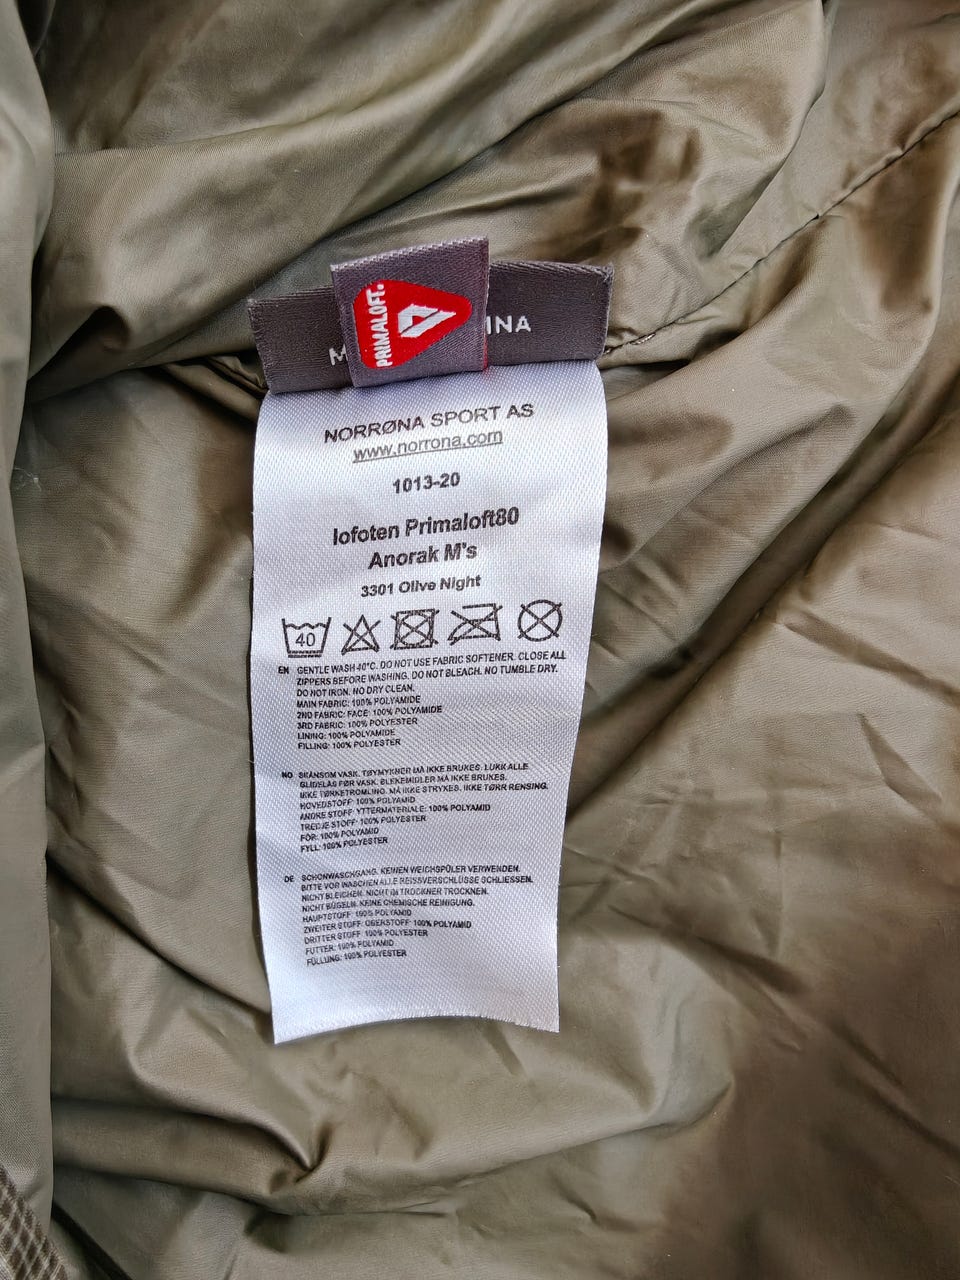 PRIMALOFT.
M
INA
NORRØNA SPORT AS
www.norrona.com
1013-20
lofoten Primaloft80
Anorak M's
3301 Olive Night
40
EN GENTLE WASH 40°C. DO NOT USE FABRIC SOFTENER. CLOSE ALL
ZIPPERS BEFORE WASHING. DO NOT BLEACH. NO TUMBLE DRY.
DO NOT IRON. NO DRY CLEAN.
MAIN FABRIC: 100% POLYAMIDE
2ND FABRIC: FACE: 100% POLYAMIDE
3RD FABRIC: 100% POLYESTER
LINING: 100% POLYAMIDE
FILLING: 100% POLYESTER
NO SKÅNSOM VASK. TØYMYKNER MÅ IKKE BRUKES. LUKK ALLE
GLIDELÅS FØR VASK. BLEKEMIDLER MÅ IKKE BRUKES.
IKKE TØRKETROMLING. MÅ IKKE STRYKES. IKKE TØRR RENSING.
HOVEDSTOFF: 100% POLYAMID
ANDRE STOFF: YTTERMATERIALE: 100% POLYAMID
TREDJE STOFF: 100% POLYESTER
FÔR: 100% POLYAMID
FYLL: 100% POLYESTER
DE SCHONWASCHGANG. KEINEN WEICHSPÜLER VERWENDEN.
BITTE VOR WASCHEN ALLE REISSVERSCHLÜSSE SCHLIESSEN.
NICHT BLEICHEN. NICHT IM TROCKNER TROCKNEN.
NICHT BÜGELN. KEINE CHEMISCHE REINIGUNG.
HAUPTSTOFF: 100% POLYAMID
ZWEITER STOFF: OBERSTOFF: 100% POLYAMID
DRITTER STOFF: 100% POLYESTER
FUTTER: 100% POLYAMID
FÜLLUNG: 100% POLYESTER